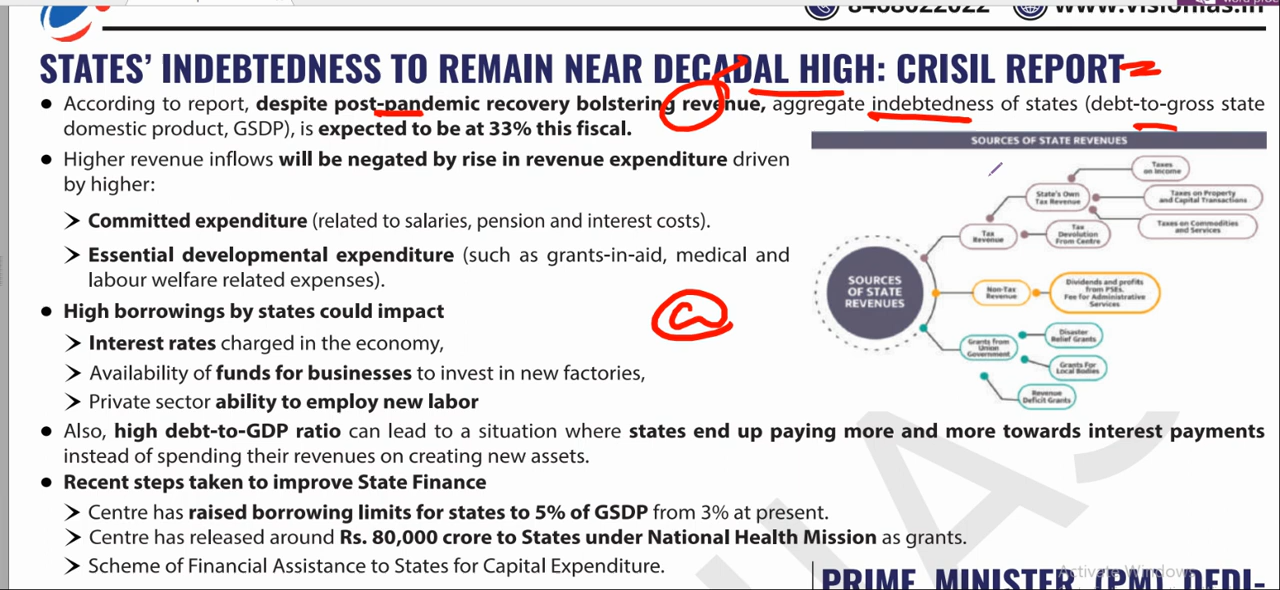 8468022022
www.visionias.in
STATES' INDEBTEDNESS TO REMAIN NEAR DECADAL HIGH: CRISIL REPORT
● According to report, despite post-pandemic recovery bolstering revenue, aggregate indebtedness of states (debt-to-gross state
domestic product, GSDP), is expected to be at 33% this fiscal.
● Higher revenue inflows will be negated by rise in revenue expenditure driven
by higher:
➤ Committed expenditure (related to salaries, pension and interest costs).
➤ Essential developmental expenditure (such as grants-in-aid, medical and
labour welfare related expenses).
● High borrowings by states could impact
➤ Interest rates charged in the economy,
➤ Availability of funds for businesses to invest in new factories,
➤ Private sector ability to employ new labor
SOURCES OF STATE REVENUES
SOURCES
OF STATE
REVENUES
Tax
Revenue
State's Own
Tax Revenue
Taxes
on Income
Taxes on Property
and Capital Transactions
Taxes on Commodities
and Services
Tax
Devolution
From Centre
Non-Tax
Revenue
Dividends and profits
from PSEs.
Fee for Administrative
Services
Grants from
Union
Government
Disaster
Relief Grants
Grants For
Local Bodies
Revenue
Deficit Grants
● Also, high debt-to-GDP ratio can lead to a situation where states end up paying more and more towards interest payments
instead of spending their revenues on creating new assets.
● Recent steps taken to improve State Finance
➤ Centre has raised borrowing limits for states to 5% of GSDP from 3% at present.
➤ Centre has released around Rs. 80,000 crore to States under National Health Mission as grants.
➤ Scheme of Financial Assistance to States for Capital Expenditure.
Activate Windows
PRIME MINISTER (PM) DEDI-